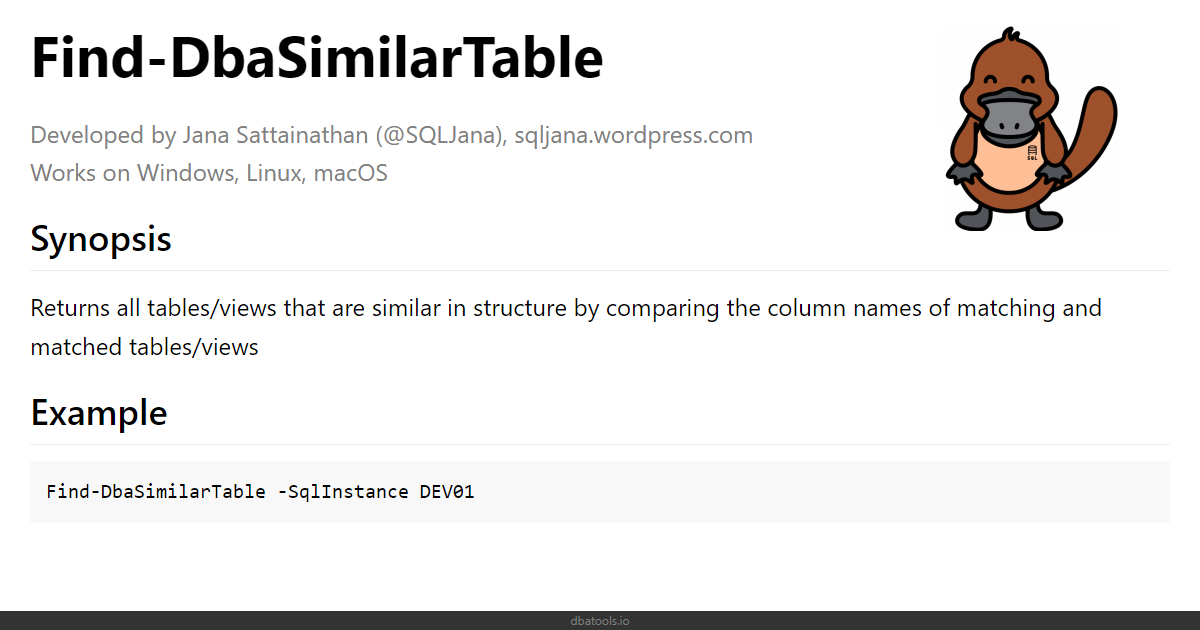 Find-DbaSimilarTable
Developed by Jana Sattainathan (@SQLJana), sqljana.wordpress.com
Works on Windows, Linux, macOS
SQL
Synopsis
Returns all tables/views that are similar in structure by comparing the column names of matching and
matched tables/views
Example
Find-DbaSimilarTable -SqlInstance DEV01
dbatools.io